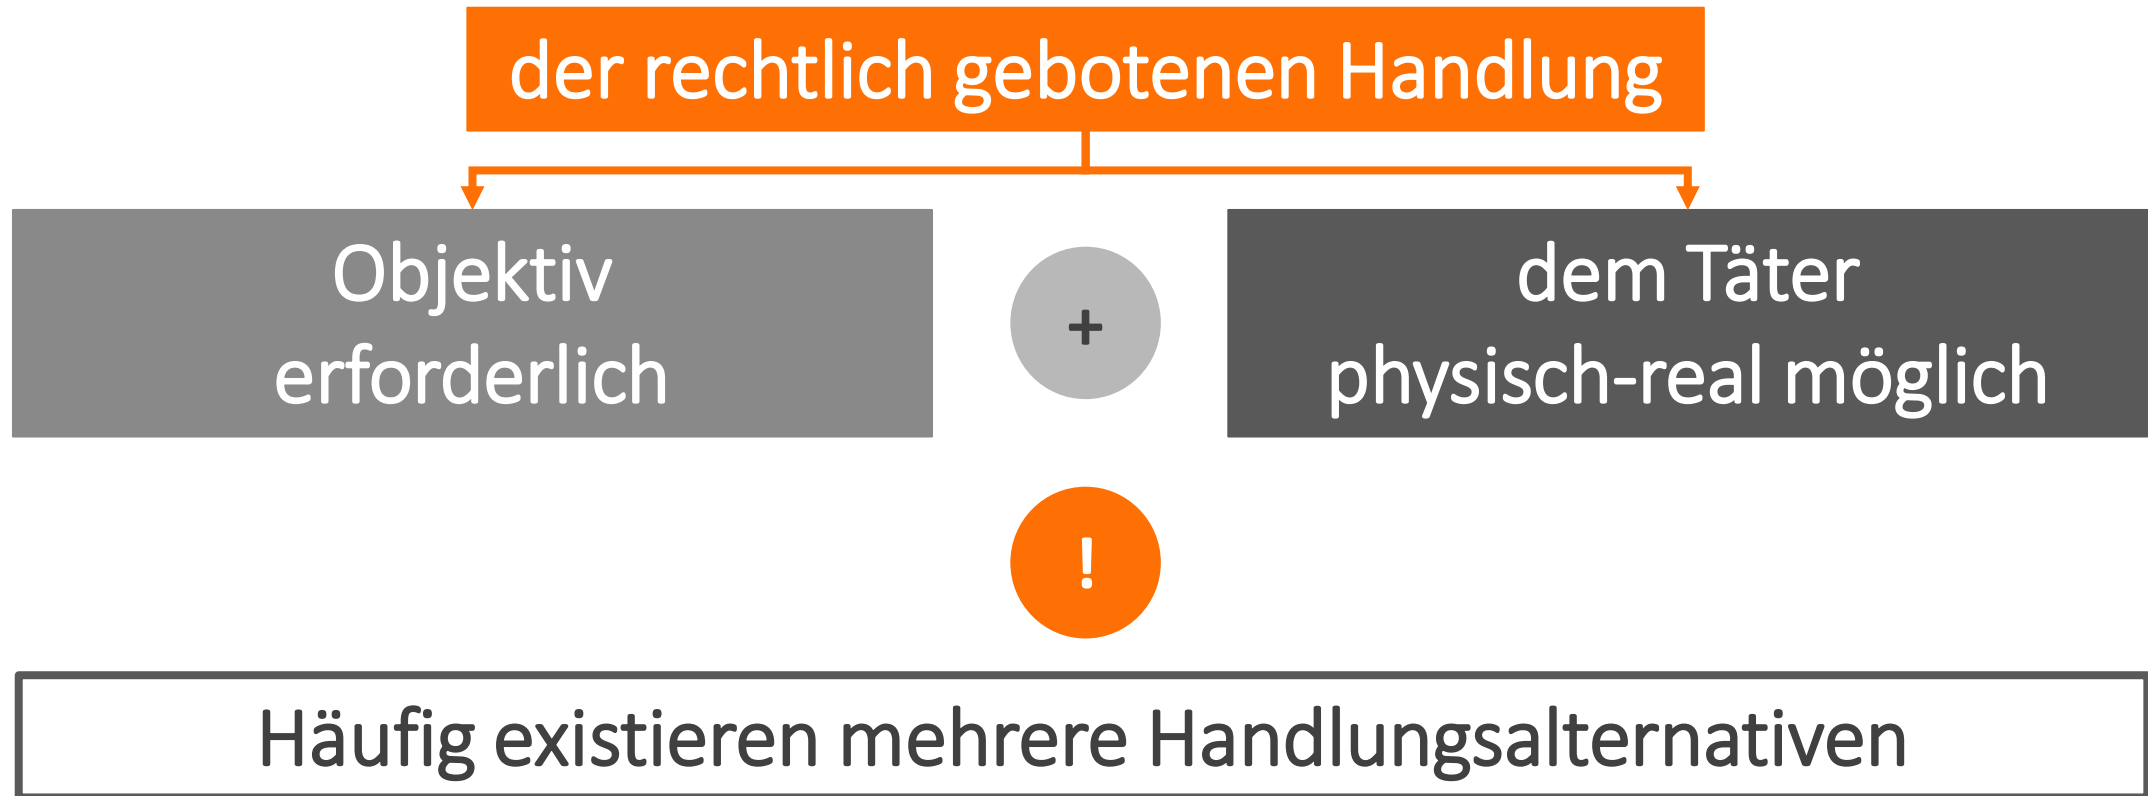 der rechtlich gebotenen Handlung
Objektiv
erforderlich
+
dem Täter
physisch-real möglich
!
Häufig existieren mehrere Handlungsalternativen